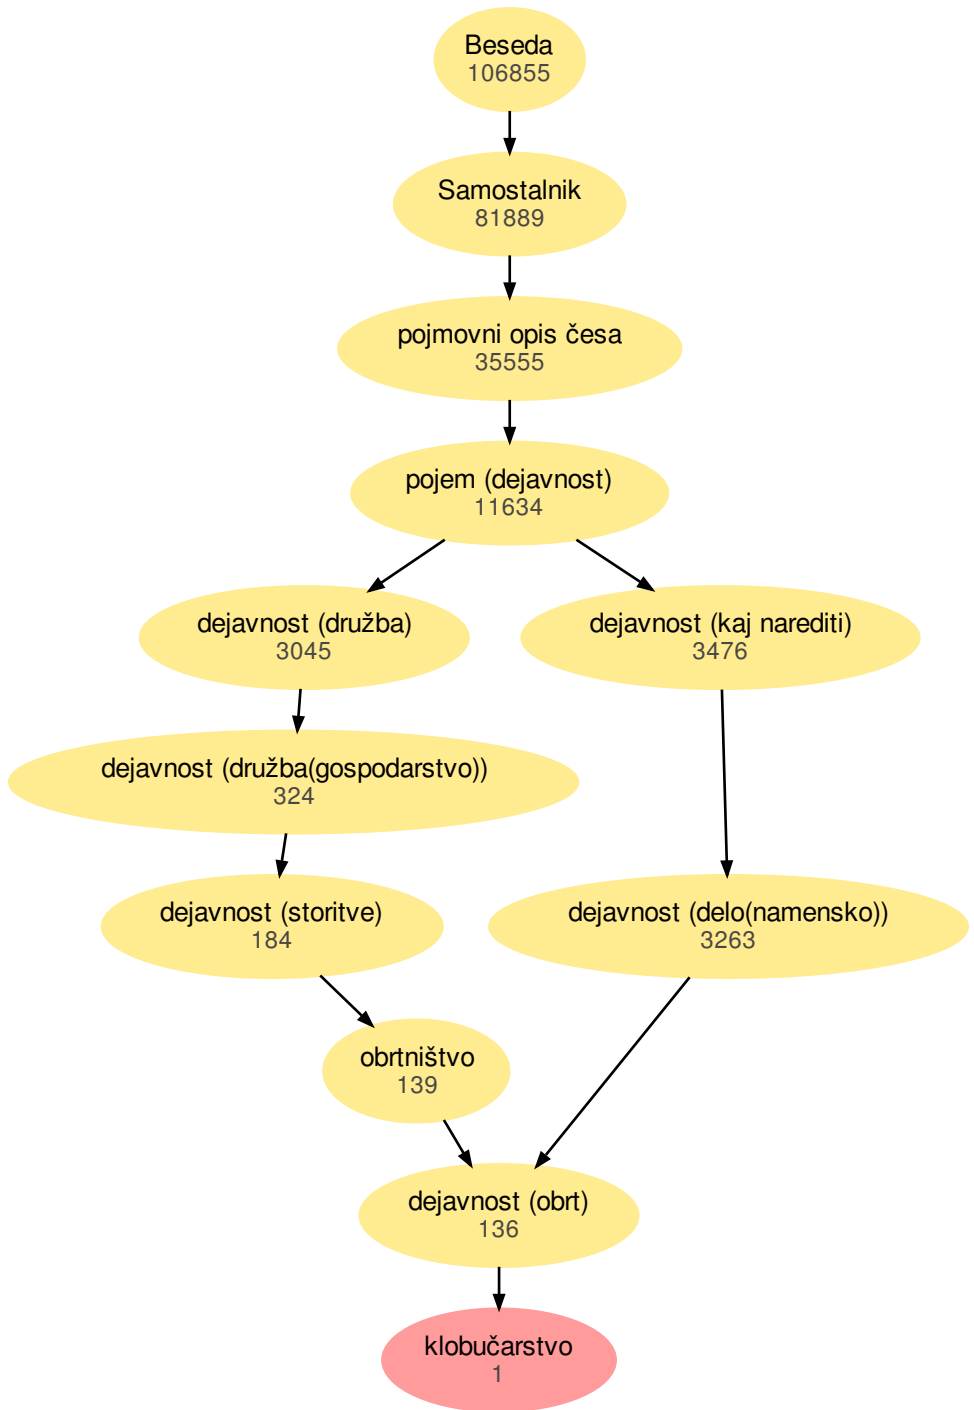 Beseda
106855
Samostalnik
81889
pojmovni opis česa
35555
pojem (dejavnost)
11634
dejavnost (družba)
3045
dejavnost (kaj narediti)
3476
dejavnost (družba(gospodarstvo))
324
dejavnost (storitve)
184
dejavnost (delo(namensko))
3263
obrtništvo
139
dejavnost (obrt)
136
klobučarstvo
1